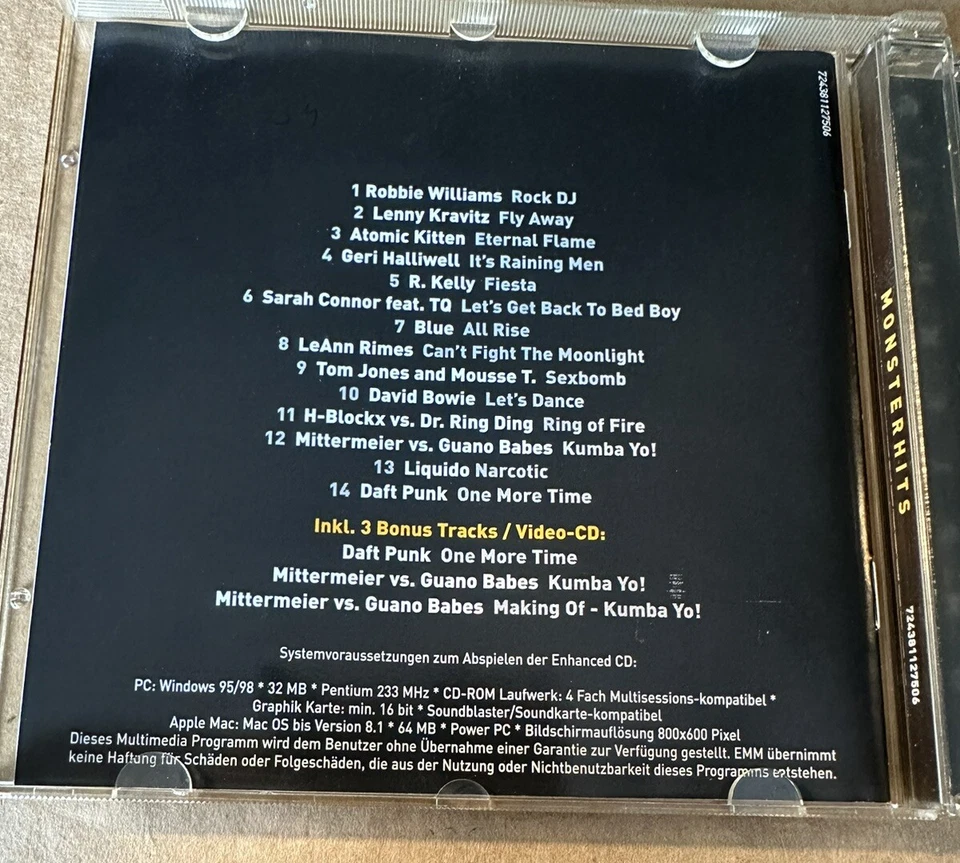 724381127506
1 Robbie Williams Rock DJ
2 Lenny Kravitz Fly Away
3 Atomic Kitten Eternal Flame
4 Geri Halliwell It's Raining Men
5 R. Kelly Fiesta
6 Sarah Connor feat. TQ Let's Get Back To Bed Boy
7 Blue All Rise
8 LeAnn Rimes Can't Fight The Moonlight
9 Tom Jones and Mousse T. Sexbomb
10 David Bowie Let's Dance
11 H-Blockx vs. Dr. Ring Ding Ring of Fire
12 Mittermeier vs. Guano Babes Kumba Yo!
13 Liquido Narcotic
14 Daft Punk One More Time
Inkl. 3 Bonus Tracks / Video-CD:
Daft Punk One More Time
Mittermeier vs. Guano Babes Kumba Yo!
Mittermeier vs. Guano Babes Making Of - Kumba Yo!
Systemvoraussetzungen zum Abspielen der Enhanced CD:
PC: Windows 95/98 * 32 MB * Pentium 233 MHz * CD-ROM Laufwerk: 4 Fach Multisessions-kompatibel *
Graphik Karte: min. 16 bit * Soundblaster/Soundkarte-kompatibel
Apple Mac: Mac OS bis Version 8.1 * 64 MB * Power PC * Bildschirmauflösung 800x600 Pixel
Dieses Multimedia Programm wird dem Benutzer ohne Übernahme einer Garantie zur Verfügung gestellt. EMM übernimmt
keine Haftung für Schäden oder Folgeschäden, die aus der Nutzung oder Nichtbenutzbarkeit dieses Programms entstehen.
MONSTERHITS
724381127506